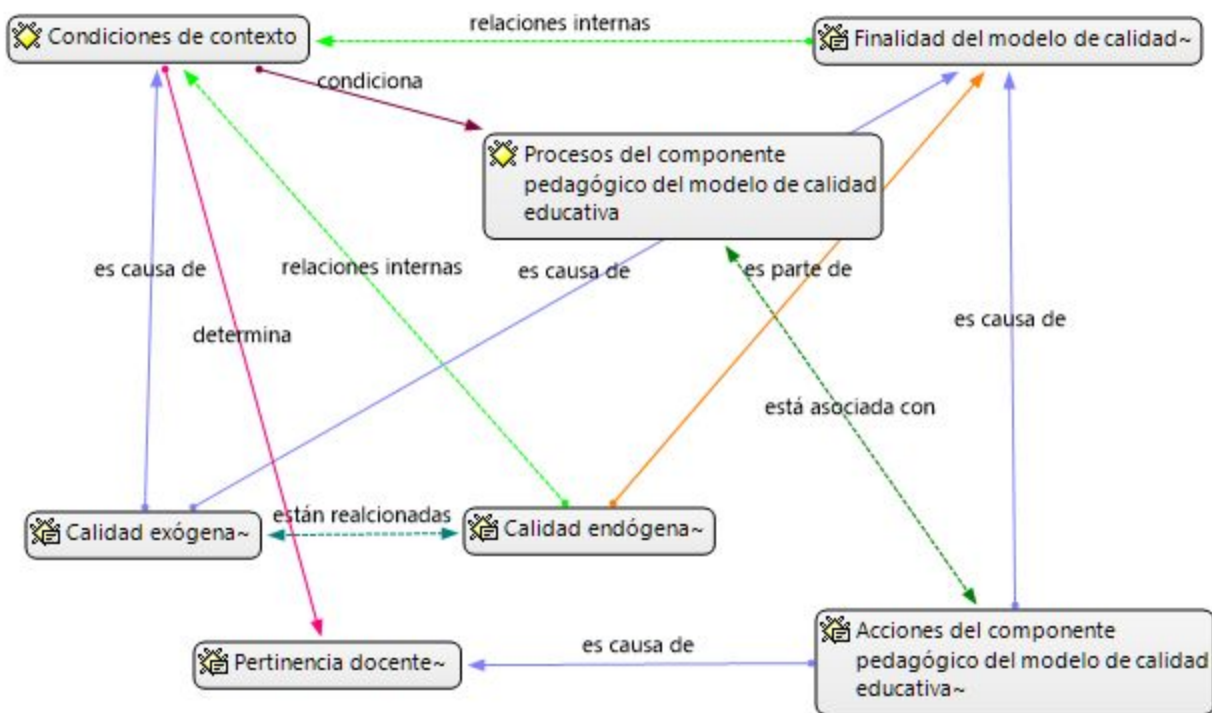 relaciones internas
Condiciones de contexto
Finalidad del modelo de calidad~
condiciona
Procesos del componente
pedagógico del modelo de calidad
educativa
es causa de
relaciones internas
es causa de
es parte de
es causa de
determina
está asociada con
están realcionadas
Calidad exógena~
Calidad endógena~
Acciones del componente
pedagógico del modelo de calidad
educativa~
es causa de
Pertinencia docente~